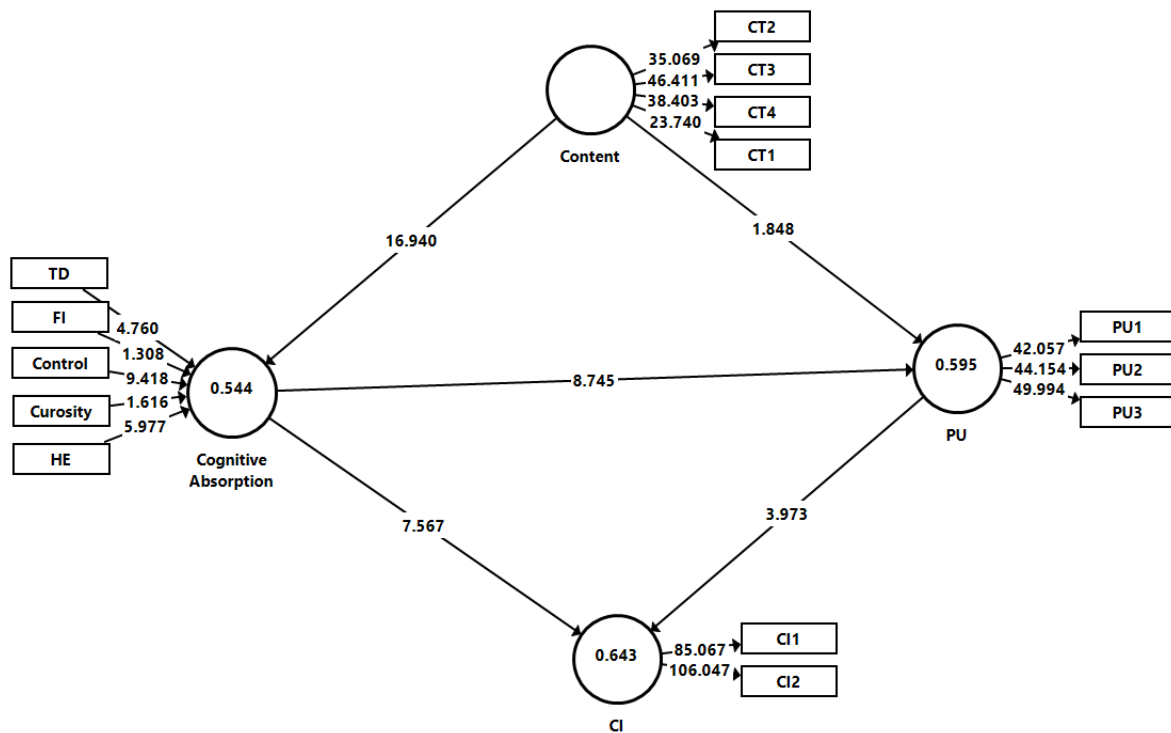 CT2
35.069
46.411
CT3
38.403
CT4
23.740
CT1
Content
16.940
1.848
TD
4.760
FI
1.308
Control
9.418
Curosity
1.616
HE
5.977
0.544
Cognitive
Absorption
8.745
0.595
PU
42.057
PU1
44.154
PU2
49.994
PU3
7.567
3.973
0.643
CI
85.067
CI1
106.047
CI2